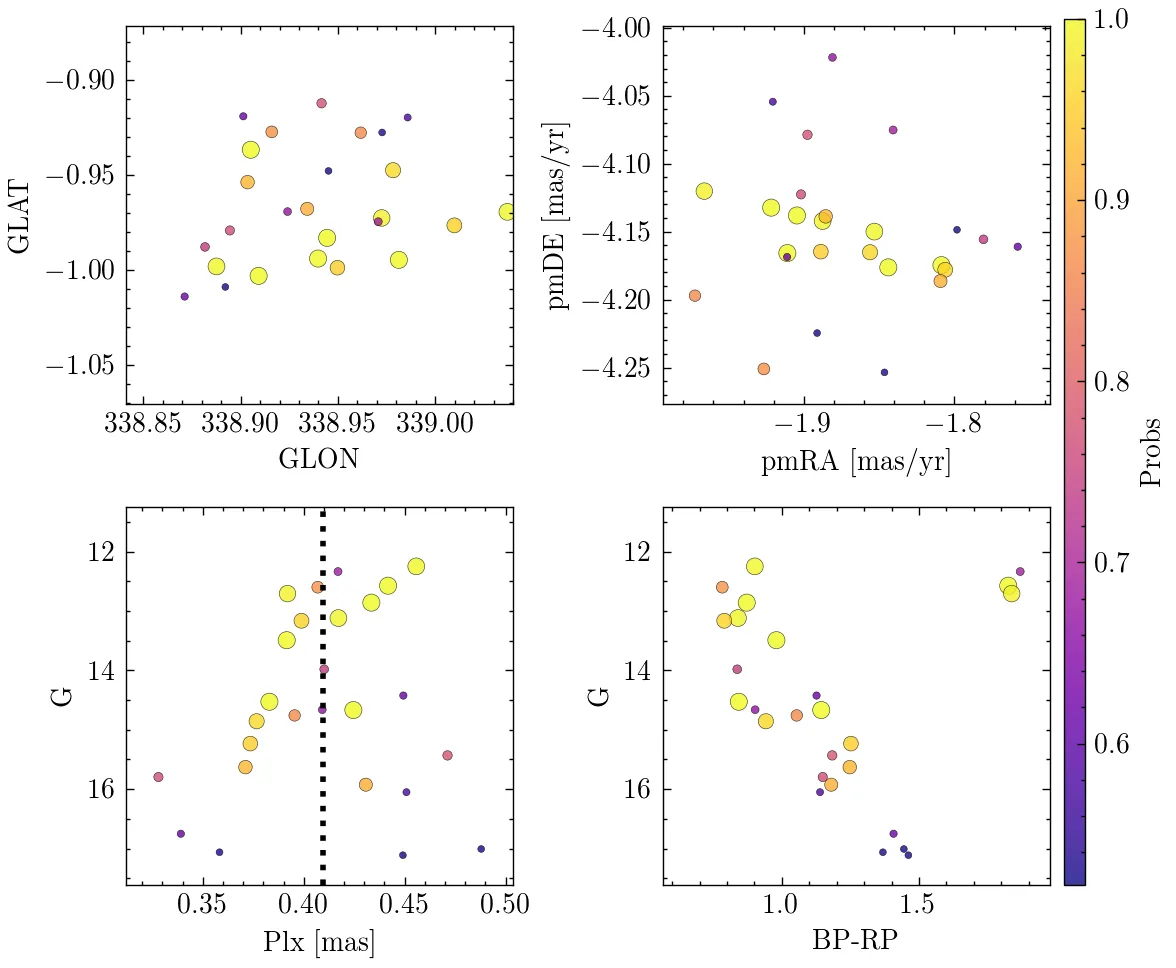 −0.90
−0.95
−1.00
−1.05
GLAT
338.85 338.90 338.95 339.00
GLON
−4.00
−4.05
−4.10
−4.15
−4.20
−4.25
pmDE [mas/yr]
−1.9 −1.8
pmRA [mas/yr]
12
14
16
G
0.35 0.40 0.45 0.50
Plx [mas]
12
14
16
G
1.0 1.5
BP-RP
1.0
0.9
0.8
0.7
0.6
Probs